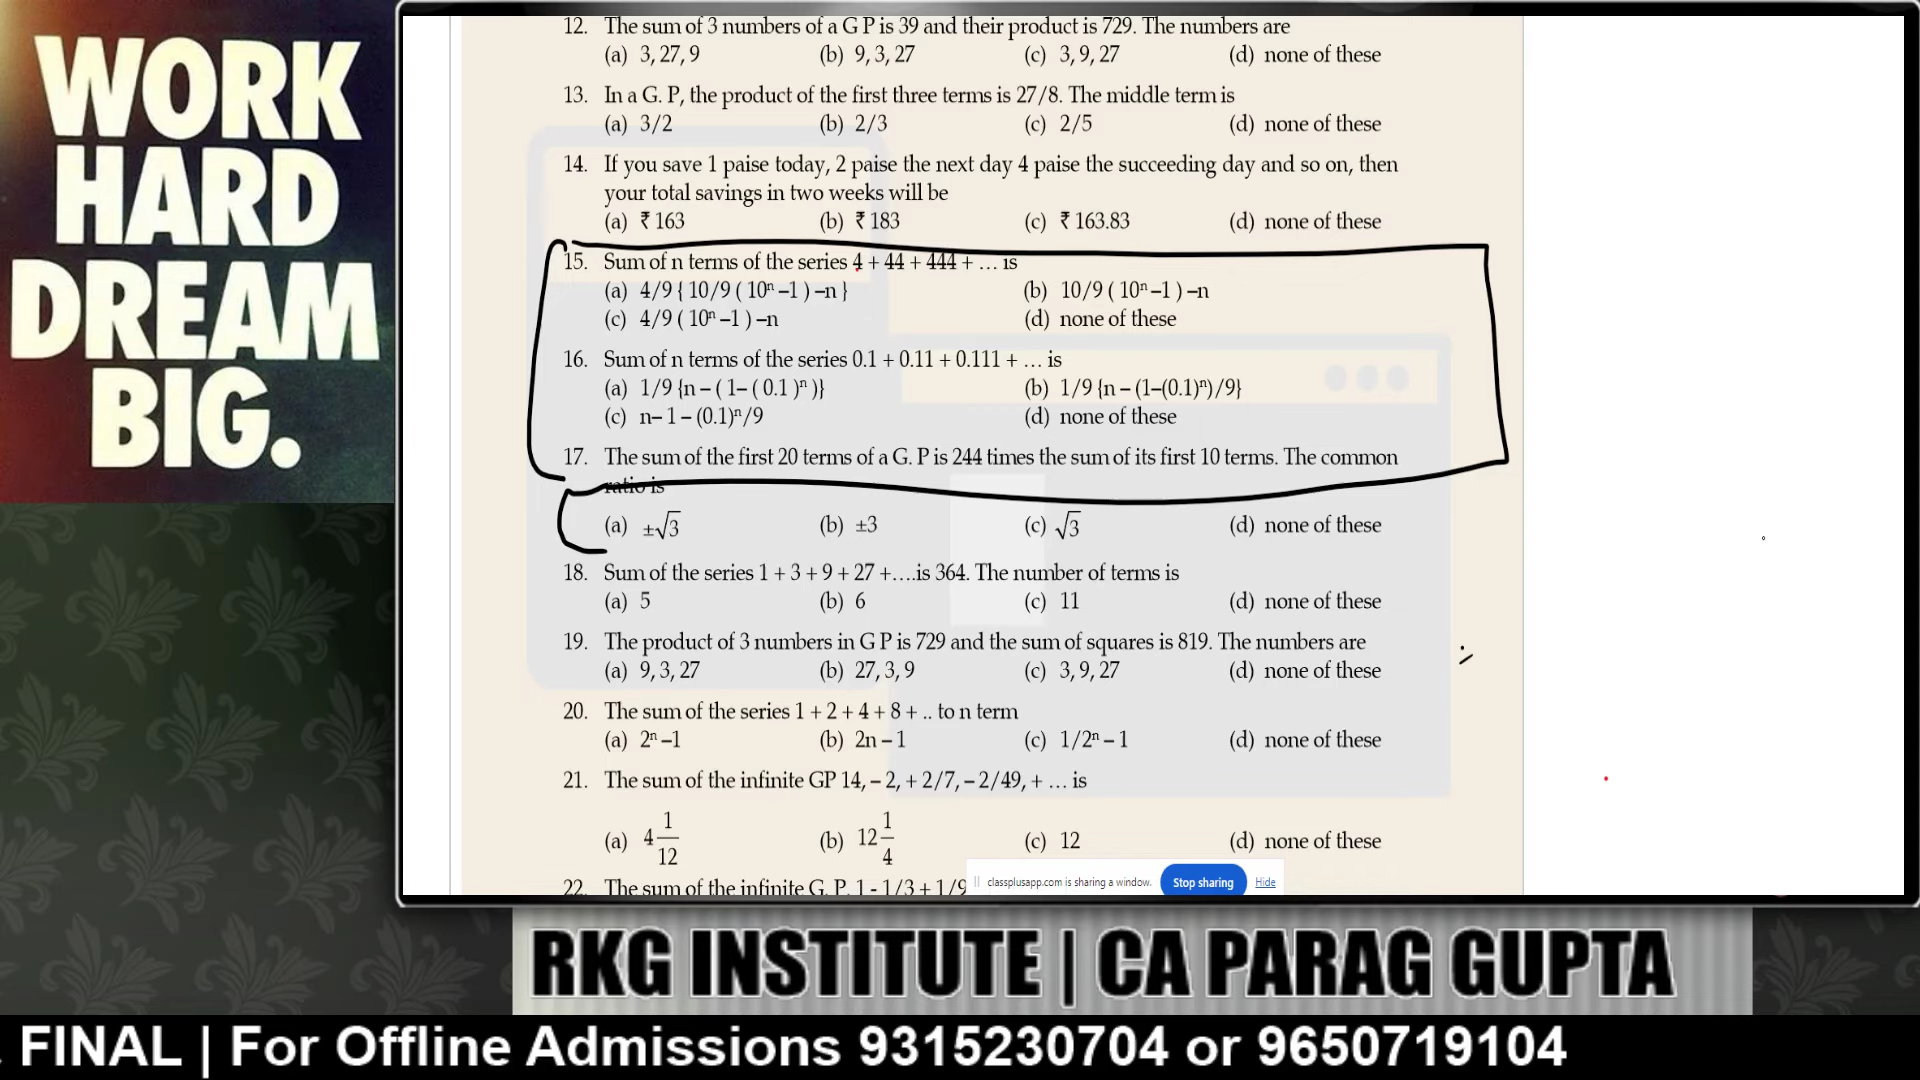 WORK
HARD
DREAM
BIG.
12. The sum of 3 numbers of a G P is 39 and their product is 729. The numbers are
(a) 3, 27, 9 (b) 9, 3, 27 (c) 3, 9, 27 (d) none of these
13. In a G. P, the product of the first three terms is 27/8. The middle term is
(a) 3/2 (b) 2/3 (c) 2/5 (d) none of these
14. If you save 1 paise today, 2 paise the next day 4 paise the succeeding day and so on, then
your total savings in two weeks will be
(a) ₹ 163 (b) ₹ 183 (c) ₹ 163.83 (d) none of these
15. Sum of n terms of the series 4 + 44 + 444 + … is
(a) 4/9 { 10/9 ( 10ⁿ –1 ) –n } (b) 10/9 ( 10ⁿ –1 ) –n
(c) 4/9 ( 10ⁿ –1 ) –n (d) none of these
16. Sum of n terms of the series 0.1 + 0.11 + 0.111 + … is
(a) 1/9 {n – ( 1– ( 0.1 )ⁿ )} (b) 1/9 {n – (1–(0.1)ⁿ)/9}
(c) n– 1 – (0.1)ⁿ/9 (d) none of these
17. The sum of the first 20 terms of a G. P is 244 times the sum of its first 10 terms. The common
ratio is
(a) ±√3 (b) ±3 (c) √3 (d) none of these
18. Sum of the series 1 + 3 + 9 + 27 +….is 364. The number of terms is
(a) 5 (b) 6 (c) 11 (d) none of these
19. The product of 3 numbers in G P is 729 and the sum of squares is 819. The numbers are
(a) 9, 3, 27 (b) 27, 3, 9 (c) 3, 9, 27 (d) none of these
20. The sum of the series 1 + 2 + 4 + 8 + .. to n term
(a) 2ⁿ –1 (b) 2n – 1 (c) 1/2ⁿ – 1 (d) none of these
21. The sum of the infinite GP 14, – 2, + 2/7, – 2/49, + … is
(a) 4 1/12 (b) 12 1/4 (c) 12 (d) none of these
22. The sum of the infinite G. P. 1 - 1/3 + 1/9
classplusapp.com is sharing a window. Stop sharing Hide
RKG INSTITUTE | CA PARAG GUPTA
. FINAL | For Offline Admissions 9315230704 or 9650719104